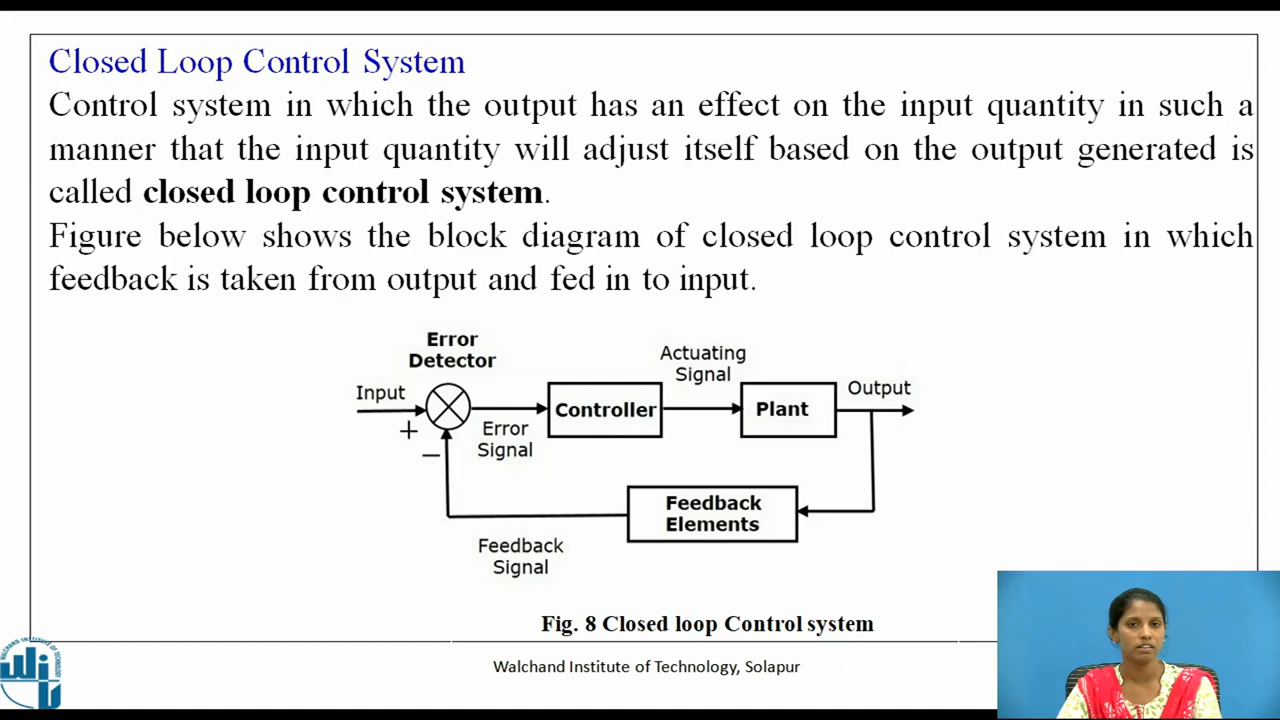 Closed Loop Control System
Control system in which the output has an effect on the input quantity in such a
manner that the input quantity will adjust itself based on the output generated is
called closed loop control system.
Figure below shows the block diagram of closed loop control system in which
feedback is taken from output and fed in to input.
Error
Detector
Input
+
−
Error
Signal
Controller
Actuating
Signal
Plant
Output
Feedback
Elements
Feedback
Signal
Fig. 8 Closed loop Control system
Walchand Institute of Technology, Solapur